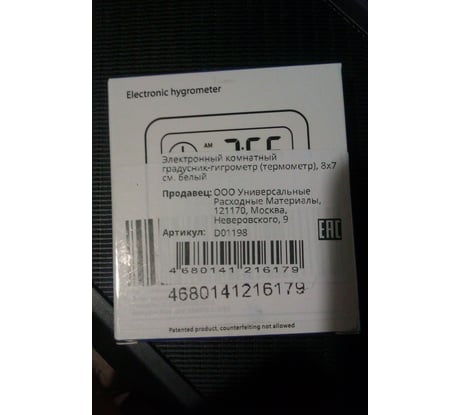 Electronic hygrometer
AM
Электронный комнатный
градусник-гигрометр (термометр), 8x7
см. белый
Продавец: ООО Универсальные
Расходные Материалы,
121170, Москва,
Неверовского, 9
Артикул: D01198
EAC
4 680141 216179
4680141216179
Patented product, counterfeiting not allowed